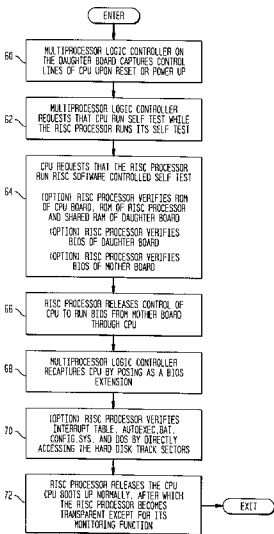 ENTER
60
MULTIPROCESSOR LOGIC CONTROLLER ON
THE DAUGHTER BOARD CAPTURES CONTROL
LINES OF CPU UPON RESET OR POWER UP
62
MULTIPROCESSOR LOGIC CONTROLLER
REQUESTS THAT CPU RUN SELF TEST WHILE
THE RISC PROCESSOR RUNS ITS SELF TEST
64
CPU REQUESTS THAT THE RISC PROCESSOR
RUN RISC SOFTWARE CONTROLLED SELF TEST
(OPTION) RISC PROCESSOR VERIFIES ROM
OF CPU BOARD, ROM OF RISC PROCESSOR
AND SHARED RAM OF DAUGHTER BOARD
(OPTION) RISC PROCESSOR VERIFIES
BIOS OF DAUGHTER BOARD
(OPTION) RISC PROCESSOR VERIFIES
BIOS OF MOTHER BOARD
66
RISC PROCESSOR RELEASES CONTROL OF
CPU TO RUN BIOS FROM MOTHER BOARD
THROUGH CPU
68
MULTIPROCESSOR LOGIC CONTROLLER
RECAPTURES CPU BY POSING AS A BIOS
EXTENSION
70
(OPTION) RISC PROCESSOR VERIFIES
INTERRUPT TABLE, AUTOEXEC.BAT,
CONFIG.SYS, AND DOS BY DIRECTLY
ACCESSING THE HARD DISK TRACK SECTORS
72
RISC PROCESSOR RELEASES THE CPU
CPU BOOTS UP NORMALLY, AFTER WHICH
THE RISC PROCESSOR BECOMES
TRANSPARENT EXCEPT FOR ITS
MONITORING FUNCTION
EXIT